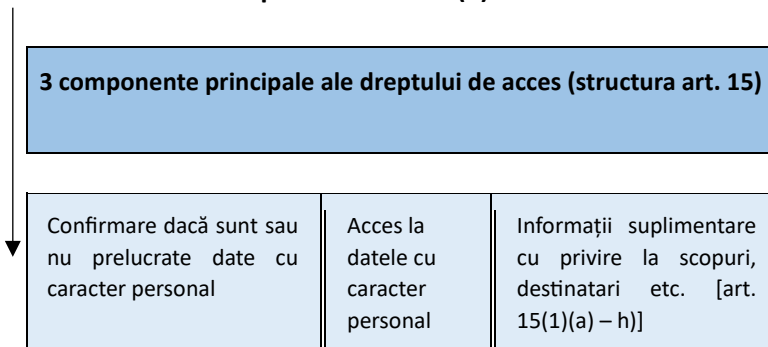 3 componente principale ale dreptului de acces (structura art. 15)
Confirmare dacă sunt sau
nu prelucrate date cu
caracter personal
Acces la
datele cu
caracter
personal
Informații suplimentare
cu privire la scopuri,
destinatari etc. [art.
15(1)(a) – h)]